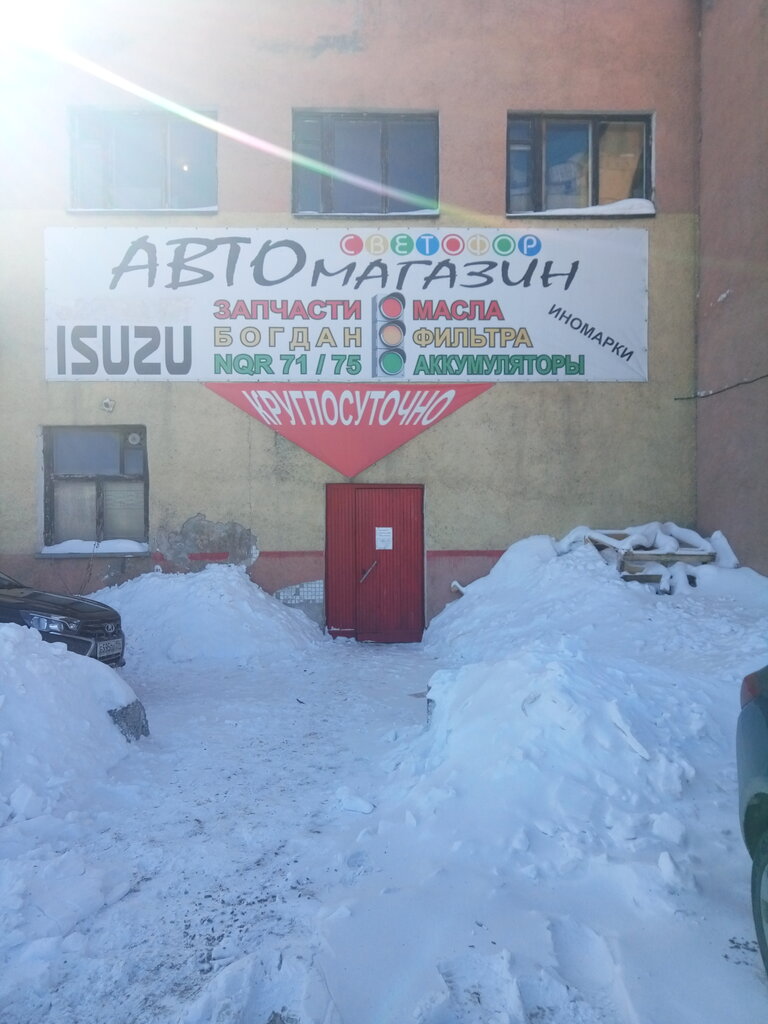 СВЕТОФОР
АВТОМАГАЗИН
ISUZU
ЗАПЧАСТИ
БОГДАН
NQR 71 / 75
МАСЛА
ФИЛЬТРА
АККУМУЛЯТОРЫ
ИНОМАРКИ
КРУГЛОСУТОЧНО